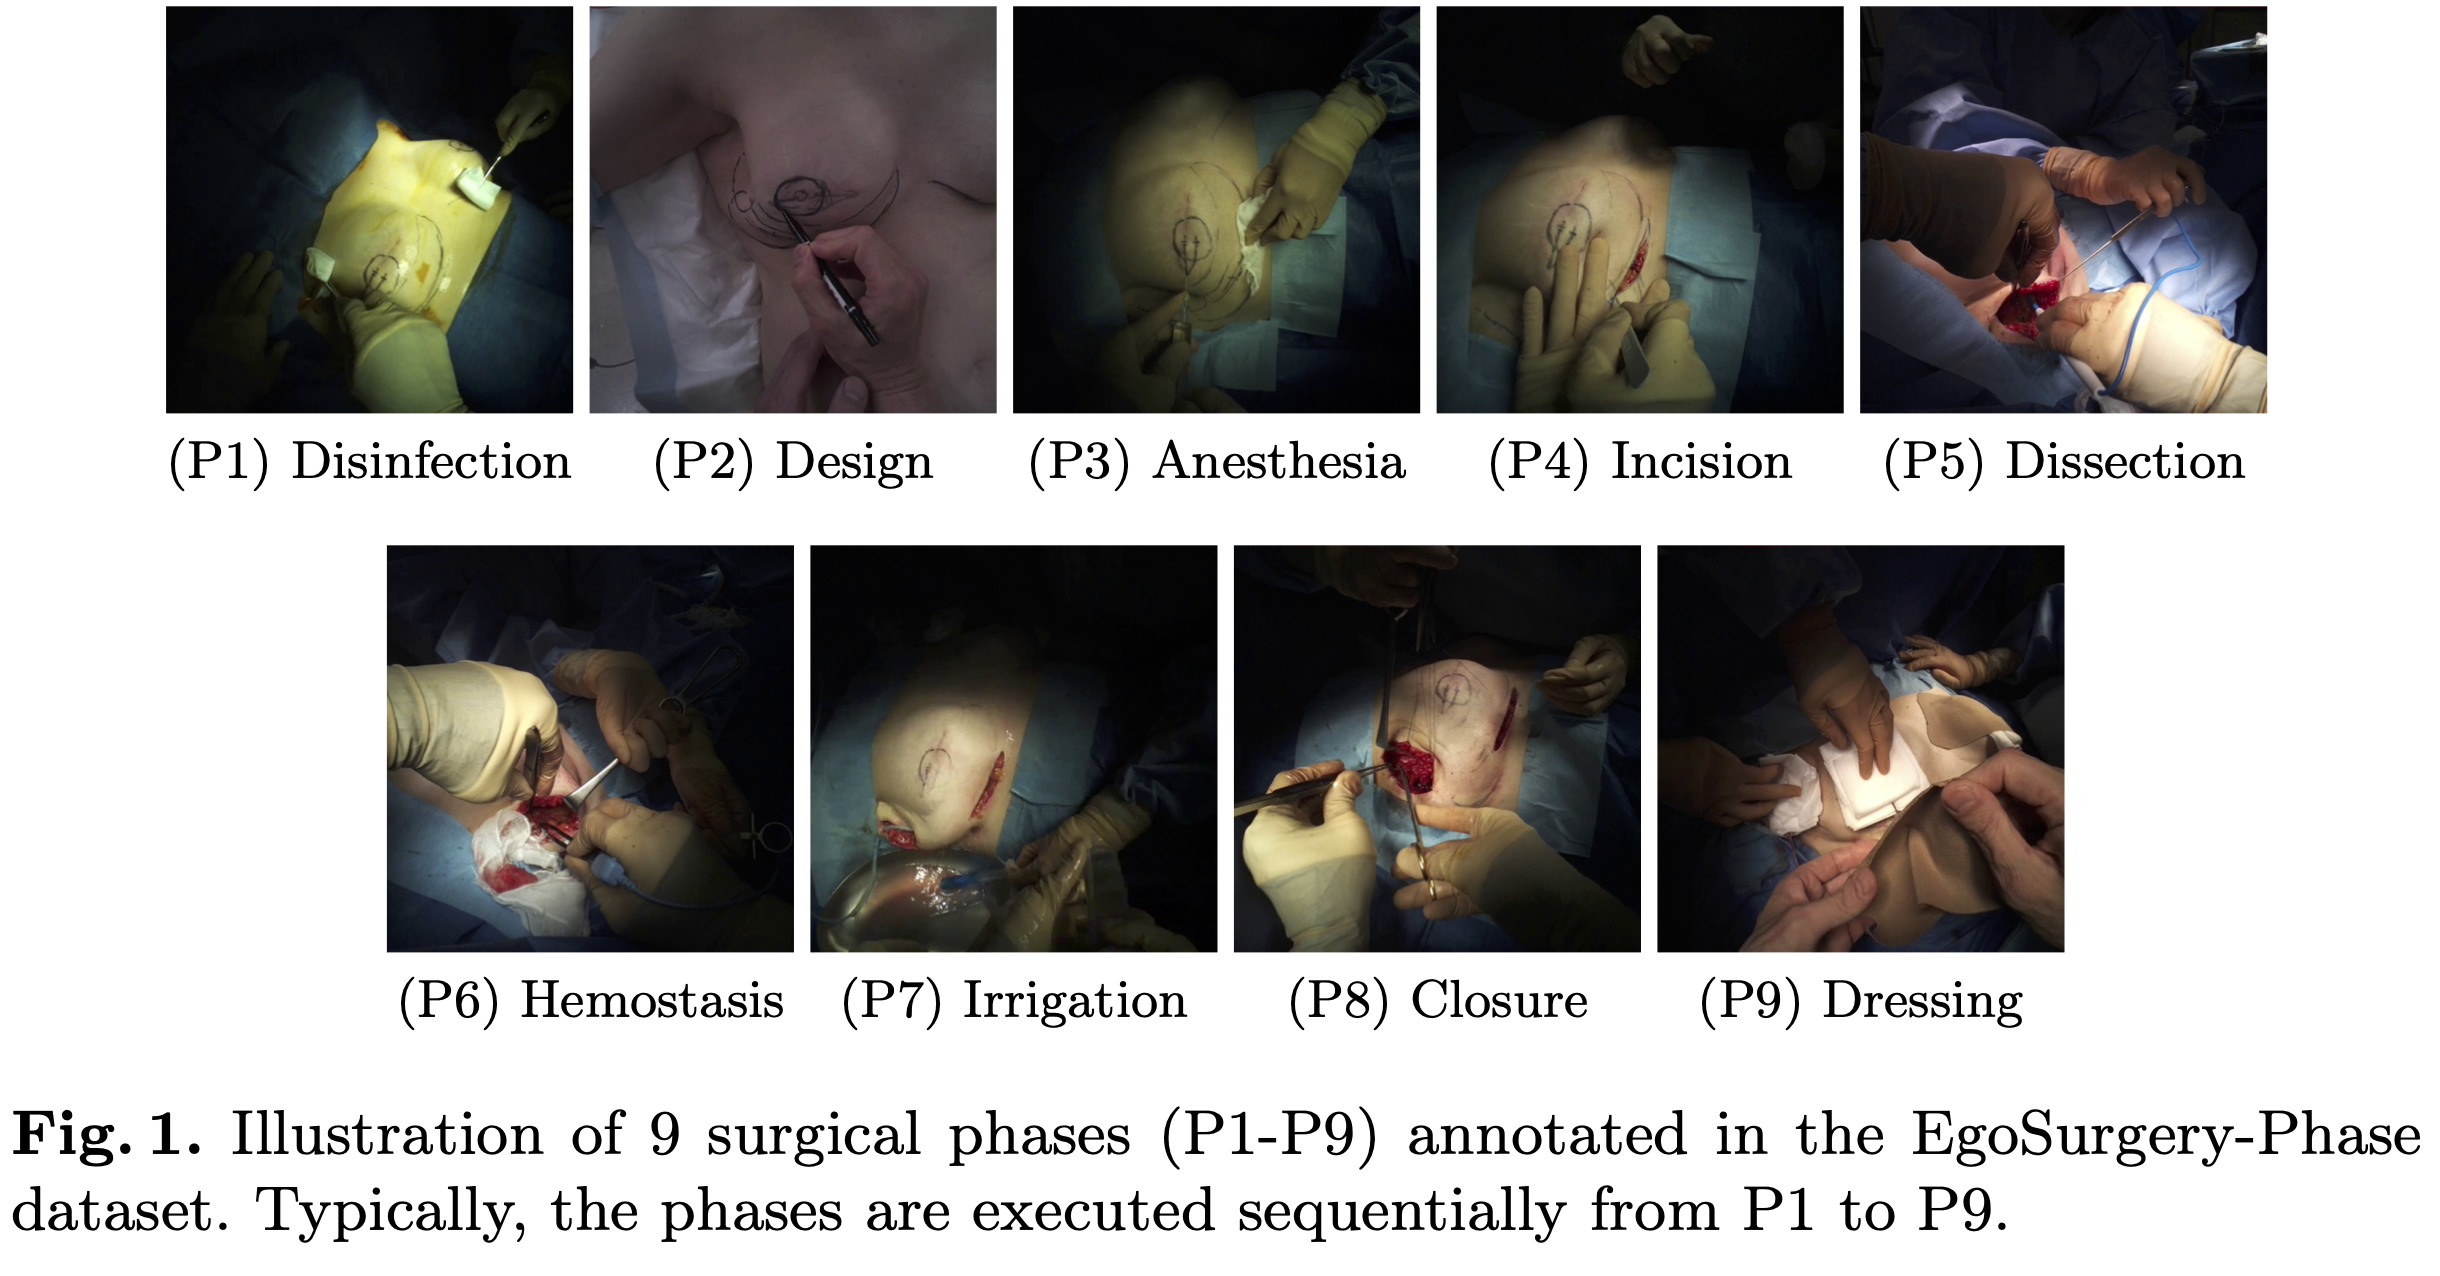 (P1) Disinfection (P2) Design (P3) Anesthesia (P4) Incision (P5) Dissection
(P6) Hemostasis (P7) Irrigation (P8) Closure (P9) Dressing
Fig. 1. Illustration of 9 surgical phases (P1-P9) annotated in the EgoSurgery-Phase
dataset. Typically, the phases are executed sequentially from P1 to P9.